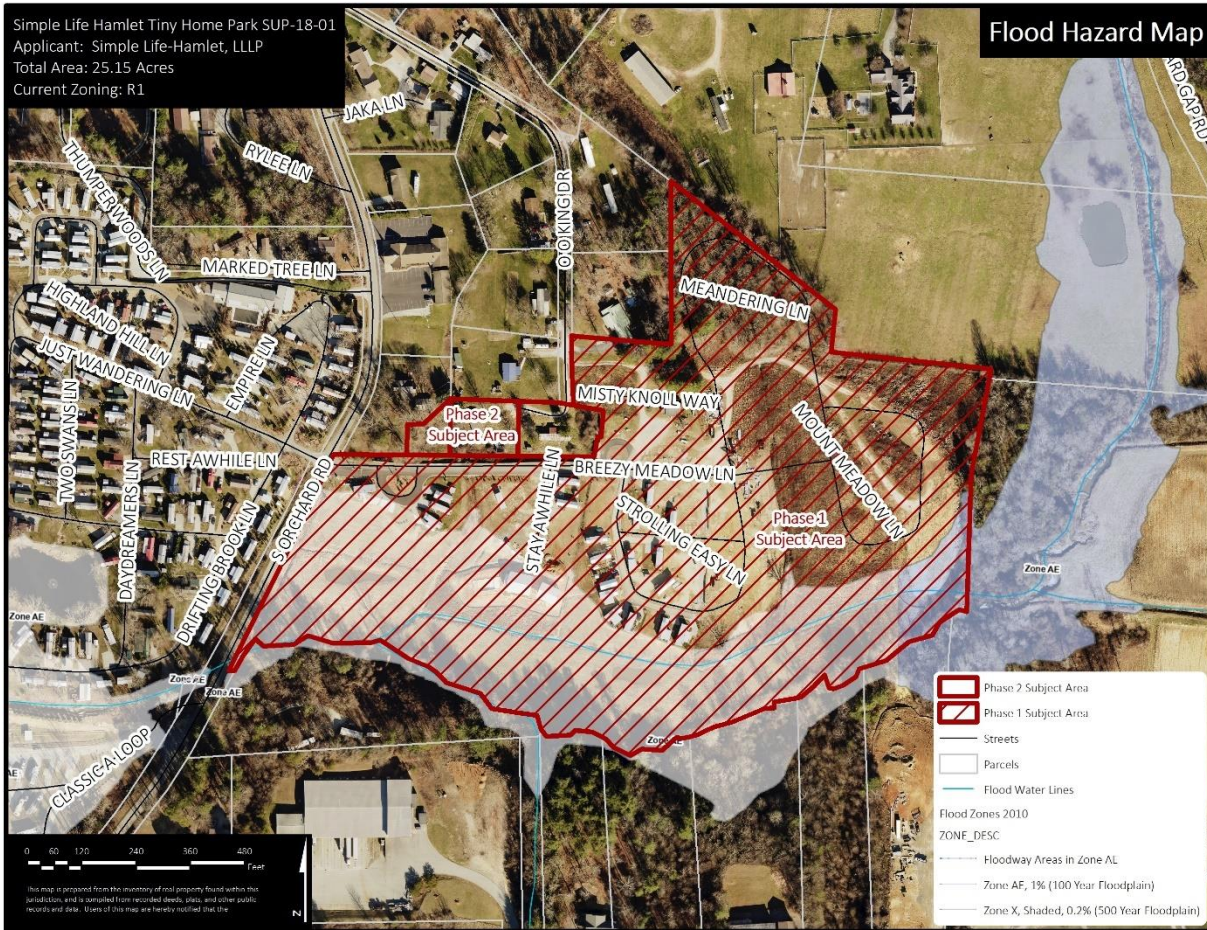 Simple Life Hamlet Tiny Home Park SUP-18-01
Applicant: Simple Life-Hamlet, LLLP
Total Area: 25.15 Acres
Current Zoning: R1
Flood Hazard Map
JAKA LN
RYLEE LN
THUMPERWOODS LN
MARKED TREE LN
HIGHLAND HILL LN
JUST WANDERING LN
EMPIRE LN
TWO SWANS LN
REST AWHILE LN
DAYDREAMERS LN
DRIFTING BROOK LN
S ORCHARD RD
CLASSIC A LOOP
O O KING DR
MEANDERING LN
MISTY KNOLL WAY
MOUNT MEADOW LN
Phase 2
Subject Area
BREEZY MEADOW LN
STAY AWHILE LN
STROLLING EASY LN
Phase 1
Subject Area
Zone AE
Zone AE
Zone AE
Zone AE
Zone AE
AE
Phase 2 Subject Area
Phase 1 Subject Area
Streets
Parcels
Flood Water Lines
Flood Zones 2010
ZONE_DESC
Floodway Areas in Zone AE
Zone AE, 1% (100 Year Floodplain)
Zone X, Shaded, 0.2% (500 Year Floodplain)
0 60 120 240 360 480
Feet
N
This map is prepared from the inventory of real property found within this
jurisdiction, and is compiled from recorded deeds, plats, and other public
records and data. Users of this map are hereby notified that the